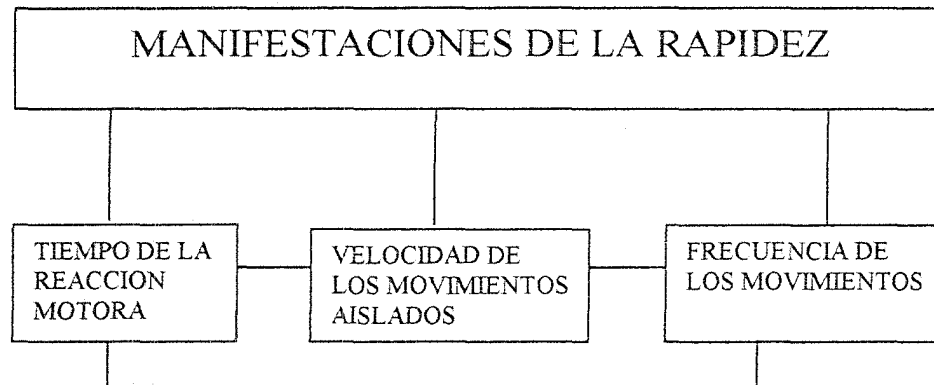 MANIFESTACIONES DE LA RAPIDEZ
TIEMPO DE LA
REACCION
MOTORA
VELOCIDAD DE
LOS MOVIMIENTOS
AISLADOS
FRECUENCIA DE
LOS MOVIMIENTOS